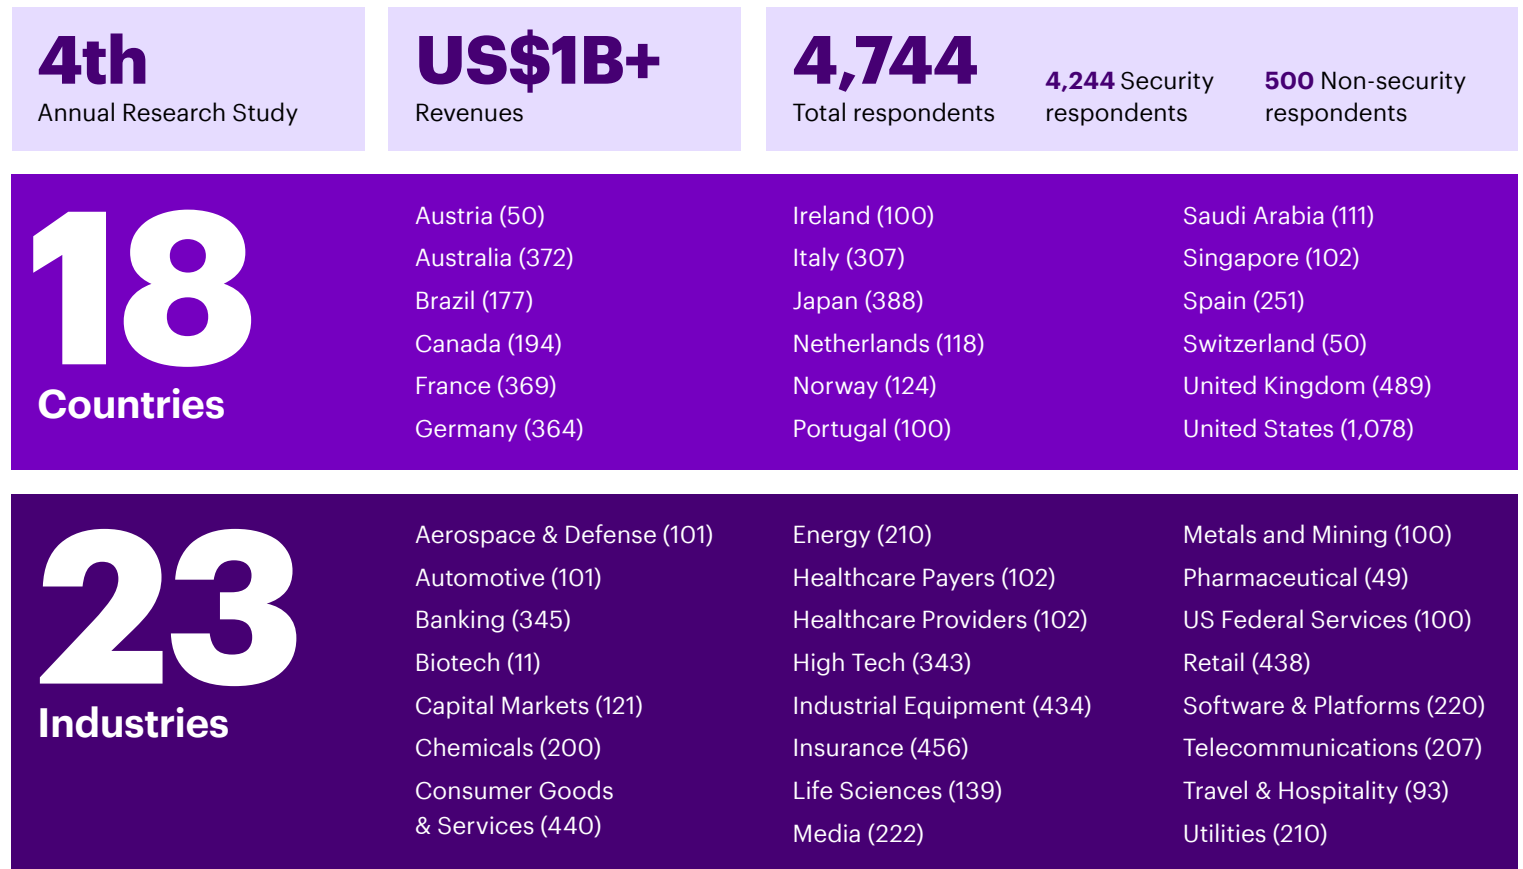 4th
Annual Research Study
US$1B+
Revenues
4,744
Total respondents
4,244 Security
respondents
500 Non-security
respondents
18
Countries
Austria (50)
Australia (372)
Brazil (177)
Canada (194)
France (369)
Germany (364)
Ireland (100)
Italy (307)
Japan (388)
Netherlands (118)
Norway (124)
Portugal (100)
Saudi Arabia (111)
Singapore (102)
Spain (251)
Switzerland (50)
United Kingdom (489)
United States (1,078)
23
Industries
Aerospace & Defense (101)
Automotive (101)
Banking (345)
Biotech (11)
Capital Markets (121)
Chemicals (200)
Consumer Goods
& Services (440)
Energy (210)
Healthcare Payers (102)
Healthcare Providers (102)
High Tech (343)
Industrial Equipment (434)
Insurance (456)
Life Sciences (139)
Media (222)
Metals and Mining (100)
Pharmaceutical (49)
US Federal Services (100)
Retail (438)
Software & Platforms (220)
Telecommunications (207)
Travel & Hospitality (93)
Utilities (210)